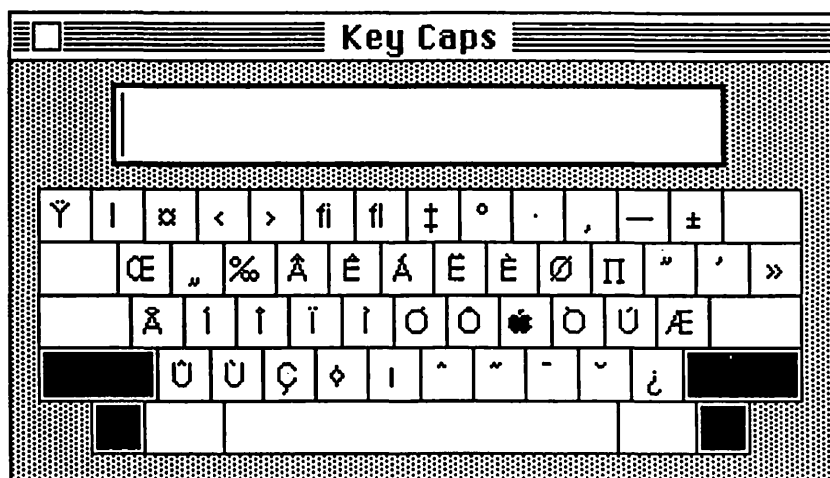 Key Caps
Ÿ | ¤ ‹ › ﬁ ﬂ ‡ ° · ‚ — ±
Œ „ ‰ Â Ê Á Ë È Ø ∏ ” ’ »
Å Í Î Ï Ì Ó Ô  Ò Ú Æ
Û Ù Ç ◊ ı ˆ ˜ ¯ ˘ ¿